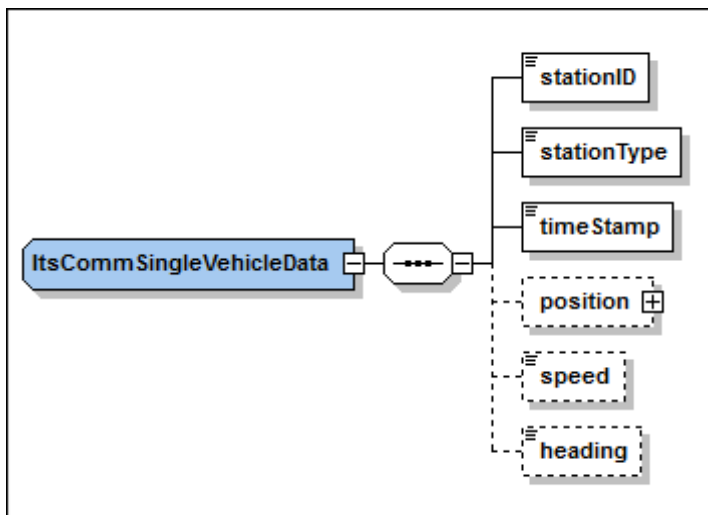 stationID
stationType
timeStamp
ItsCommSingleVehicleData
position
speed
heading